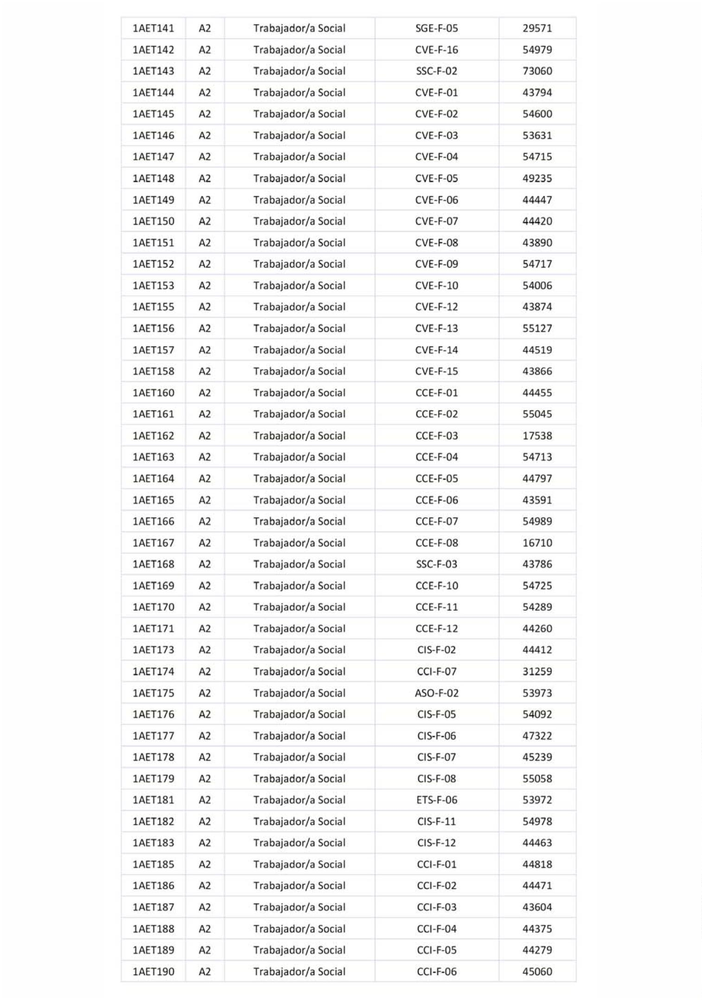 1AET141 A2 Trabajador/a Social SGE-F-05 29571
1AET142 A2 Trabajador/a Social CVE-F-16 54979
1AET143 A2 Trabajador/a Social SSC-F-02 73060
1AET144 A2 Trabajador/a Social CVE-F-01 43794
1AET145 A2 Trabajador/a Social CVE-F-02 54600
1AET146 A2 Trabajador/a Social CVE-F-03 53631
1AET147 A2 Trabajador/a Social CVE-F-04 54715
1AET148 A2 Trabajador/a Social CVE-F-05 49235
1AET149 A2 Trabajador/a Social CVE-F-06 44447
1AET150 A2 Trabajador/a Social CVE-F-07 44420
1AET151 A2 Trabajador/a Social CVE-F-08 43890
1AET152 A2 Trabajador/a Social CVE-F-09 54717
1AET153 A2 Trabajador/a Social CVE-F-10 54006
1AET155 A2 Trabajador/a Social CVE-F-12 43874
1AET156 A2 Trabajador/a Social CVE-F-13 55127
1AET157 A2 Trabajador/a Social CVE-F-14 44519
1AET158 A2 Trabajador/a Social CVE-F-15 43866
1AET160 A2 Trabajador/a Social CCE-F-01 44455
1AET161 A2 Trabajador/a Social CCE-F-02 55045
1AET162 A2 Trabajador/a Social CCE-F-03 17538
1AET163 A2 Trabajador/a Social CCE-F-04 54713
1AET164 A2 Trabajador/a Social CCE-F-05 44797
1AET165 A2 Trabajador/a Social CCE-F-06 43591
1AET166 A2 Trabajador/a Social CCE-F-07 54989
1AET167 A2 Trabajador/a Social CCE-F-08 16710
1AET168 A2 Trabajador/a Social SSC-F-03 43786
1AET169 A2 Trabajador/a Social CCE-F-10 54725
1AET170 A2 Trabajador/a Social CCE-F-11 54289
1AET171 A2 Trabajador/a Social CCE-F-12 44260
1AET173 A2 Trabajador/a Social CIS-F-02 44412
1AET174 A2 Trabajador/a Social CCI-F-07 31259
1AET175 A2 Trabajador/a Social ASO-F-02 53973
1AET176 A2 Trabajador/a Social CIS-F-05 54092
1AET177 A2 Trabajador/a Social CIS-F-06 47322
1AET178 A2 Trabajador/a Social CIS-F-07 45239
1AET179 A2 Trabajador/a Social CIS-F-08 55058
1AET181 A2 Trabajador/a Social ETS-F-06 53972
1AET182 A2 Trabajador/a Social CIS-F-11 54978
1AET183 A2 Trabajador/a Social CIS-F-12 44463
1AET185 A2 Trabajador/a Social CCI-F-01 44818
1AET186 A2 Trabajador/a Social CCI-F-02 44471
1AET187 A2 Trabajador/a Social CCI-F-03 43604
1AET188 A2 Trabajador/a Social CCI-F-04 44375
1AET189 A2 Trabajador/a Social CCI-F-05 44279
1AET190 A2 Trabajador/a Social CCI-F-06 45060